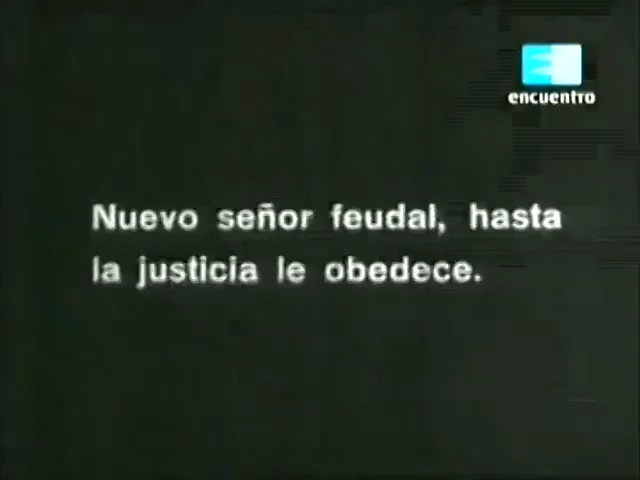 encuentro
Nuevo señor feudal, hasta
la justicia le obedece.